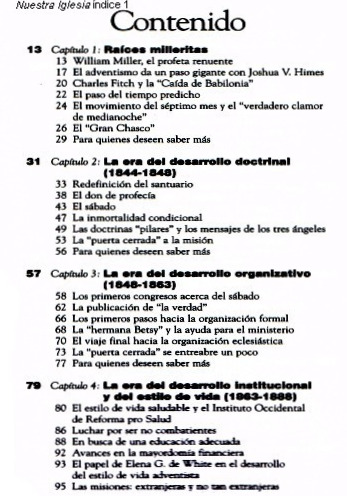 Nuestra Iglesia índice 1
Contenido
13 Capítulo 1: Raíces milleritas
13 William Miller, el profeta renuente
17 El adventismo da un paso gigante con Joshua V. Himes
20 Charles Fitch y la "Caída de Babilonia"
22 El paso del tiempo predicho
24 El movimiento del séptimo mes y el "verdadero clamor
de medianoche"
26 El "Gran Chasco"
29 Para quienes deseen saber más
31 Capítulo 2: La era del desarrollo doctrinal
(1844-1848)
33 Redefinición del santuario
38 El don de profecía
43 El sábado
47 La inmortalidad condicional
49 Las doctrinas "pilares" y los mensajes de los tres ángeles
53 La "puerta cerrada" a la misión
56 Para quienes deseen saber más
57 Capítulo 3: La era del desarrollo organizativo
(1848-1863)
58 Los primeros congresos acerca del sábado
62 La publicación de "la verdad"
66 Los primeros pasos hacia la organización formal
68 La "hermana Betsy" y la ayuda para el ministerio
70 El viaje final hacia la organización eclesiástica
73 La "puerta cerrada" se entreabre un poco
77 Para quienes deseen saber más
79 Capítulo 4: La era del desarrollo institucional
y del estilo de vida (1863-1888)
80 El estilo de vida saludable y el Instituto Occidental
de Reforma pro Salud
86 Luchar por ser no combatientes
88 En busca de una educación adecuada
92 Avances en la mayordomía financiera
93 El papel de Elena G. de White en el desarrollo
del estilo de vida adventista
95 Las misiones: extranjeras y no tan extranjeras